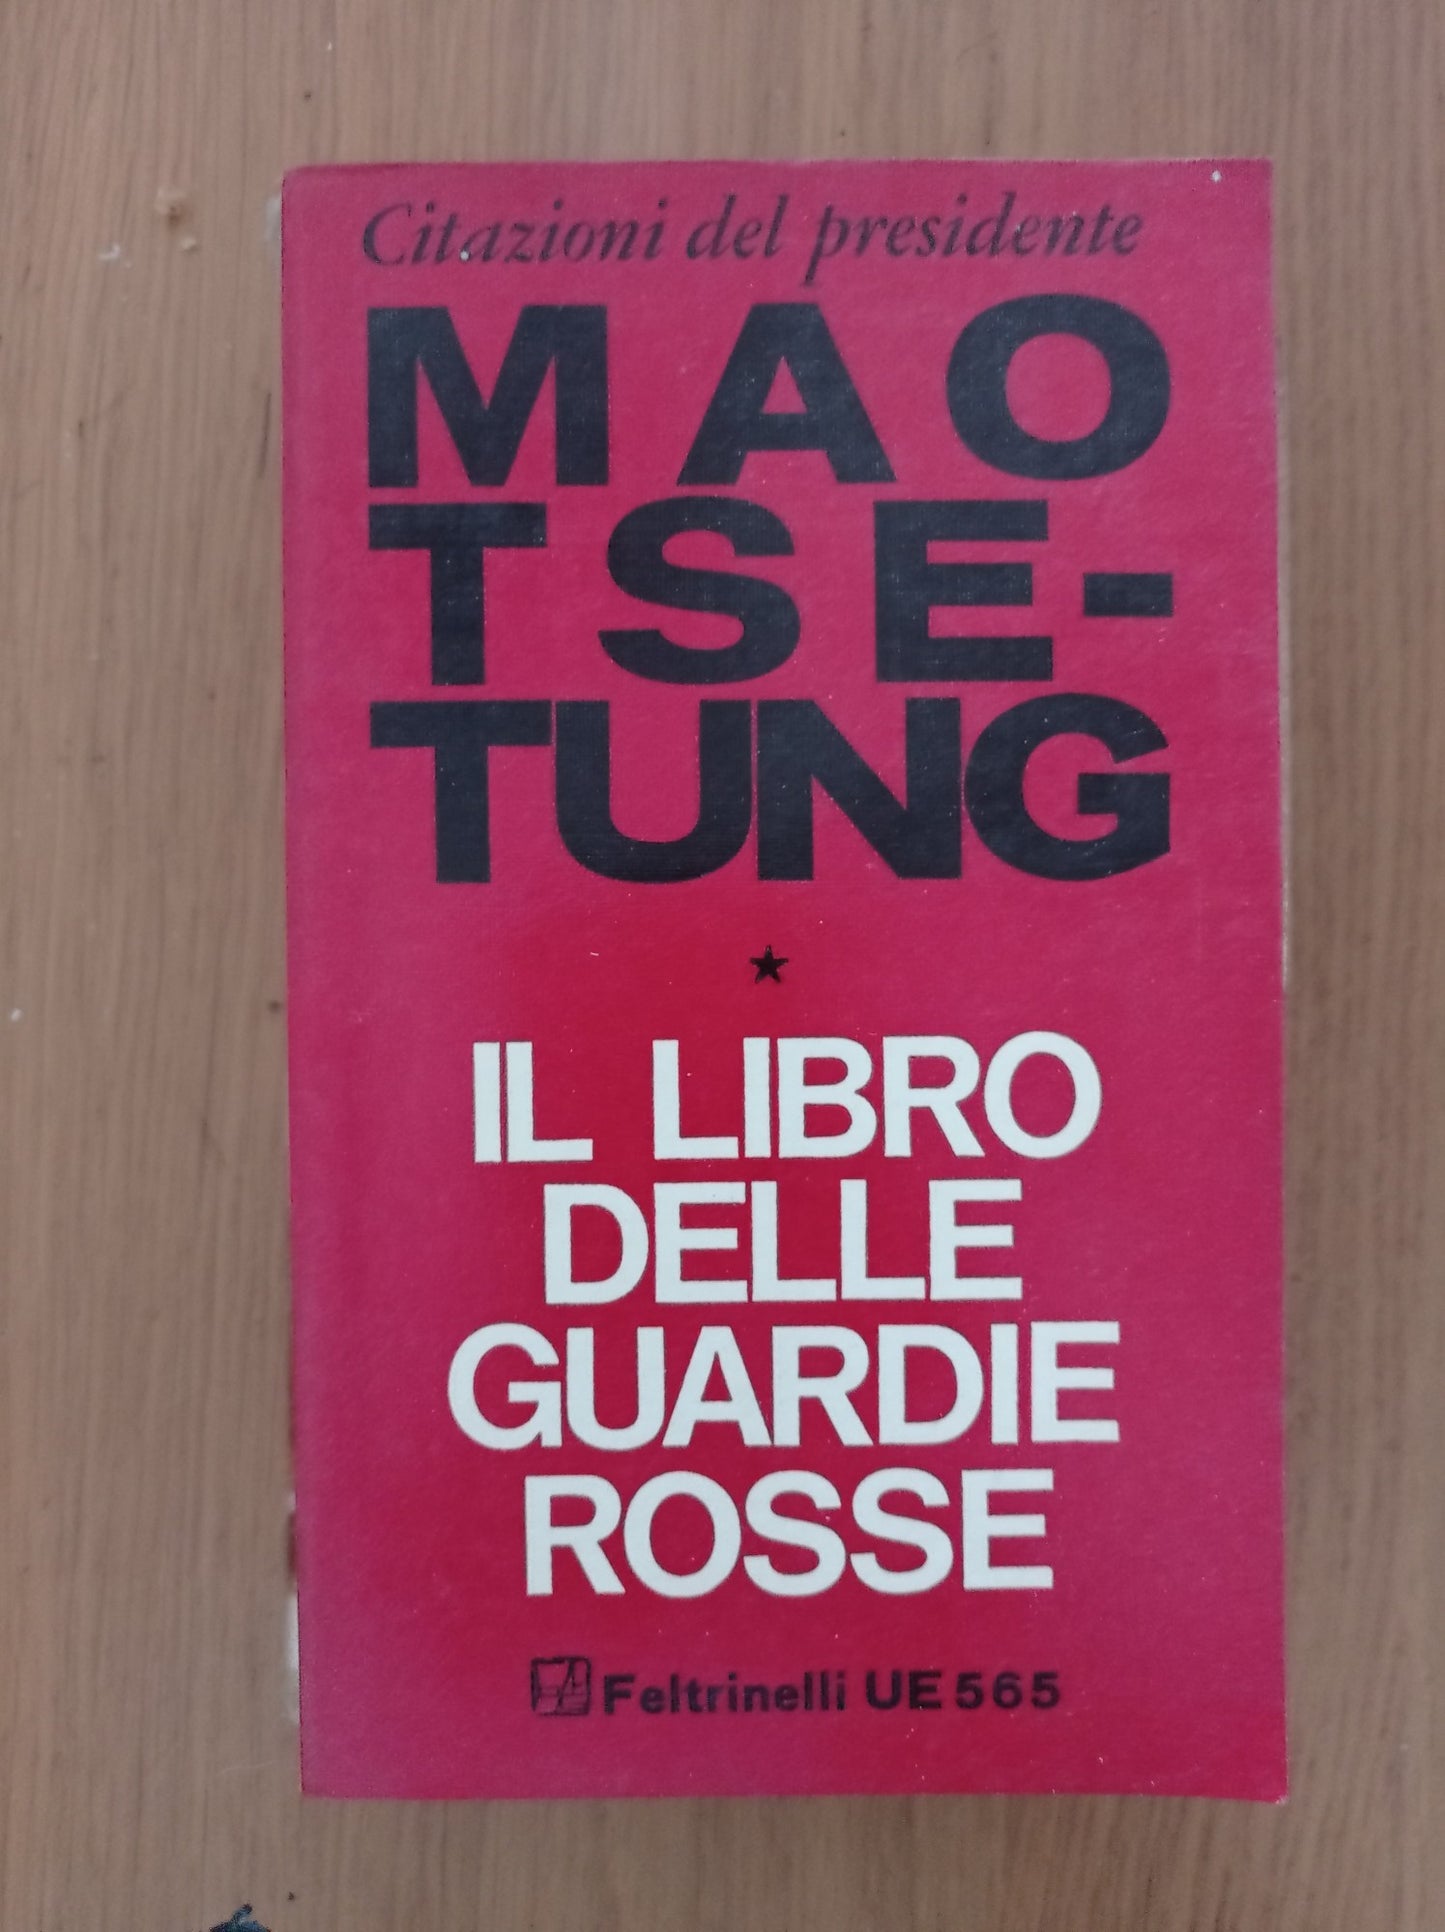 Citazioni del presidente
MAO
TSE-
TUNG
IL LIBRO
DELLE
GUARDIE
ROSSE
Feltrinelli UE 565